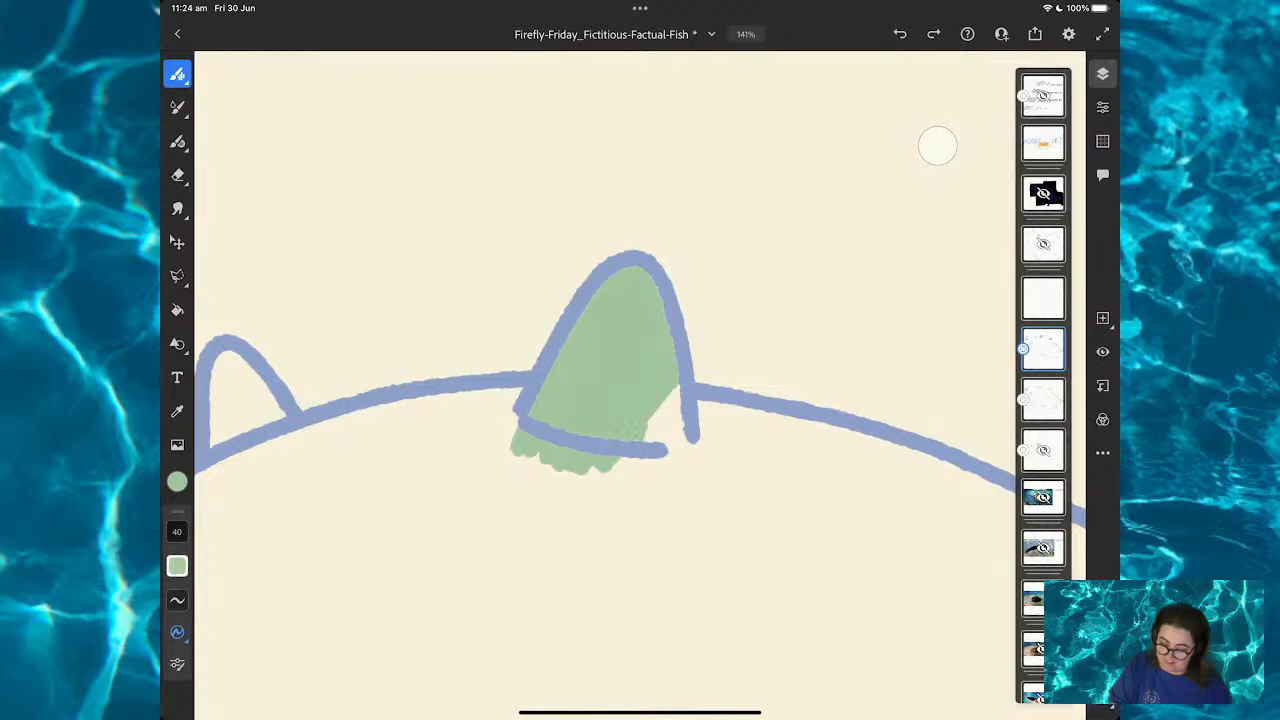 11:24 am Fri 30 Jun
100%
Firefly-Friday_Fictitious-Factual-Fish *
141%
T
40